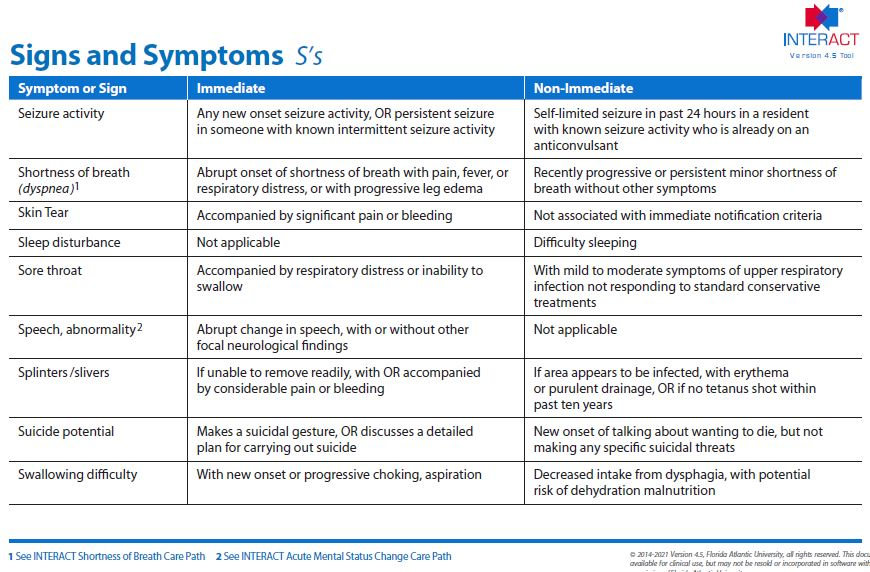 INTERACT®
Version 4.5 Tool
Signs and Symptoms S's
Symptom or Sign Immediate Non-Immediate
Seizure activity Any new onset seizure activity, OR persistent seizure Self-limited seizure in past 24 hours in a resident
in someone with known intermittent seizure activity with known seizure activity who is already on an
anticonvulsant
Shortness of breath Abrupt onset of shortness of breath with pain, fever, or Recently progressive or persistent minor shortness of
(dyspnea)1 respiratory distress, or with progressive leg edema breath without other symptoms
Skin Tear Accompanied by significant pain or bleeding Not associated with immediate notification criteria
Sleep disturbance Not applicable Difficulty sleeping
Sore throat Accompanied by respiratory distress or inability to With mild to moderate symptoms of upper respiratory
swallow infection not responding to standard conservative
treatments
Speech, abnormality2 Abrupt change in speech, with or without other Not applicable
focal neurological findings
Splinters /slivers If unable to remove readily, with OR accompanied If area appears to be infected, with erythema
by considerable pain or bleeding or purulent drainage, OR if no tetanus shot within
past ten years
Suicide potential Makes a suicidal gesture, OR discusses a detailed New onset of talking about wanting to die, but not
plan for carrying out suicide making any specific suicidal threats
Swallowing difficulty With new onset or progressive choking, aspiration Decreased intake from dysphagia, with potential
risk of dehydration malnutrition
1 See INTERACT Shortness of Breath Care Path 2 See INTERACT Acute Mental Status Change Care Path
© 2014-2021 Version 4.5, Florida Atlantic University, all rights reserved. This docu
available for clinical use, but may not be resold or incorporated in software with